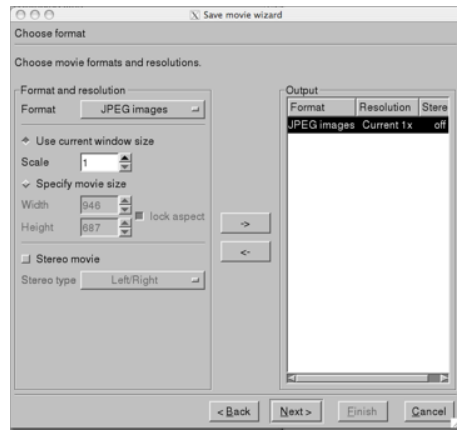 Save movie wizard
Choose format
Choose movie formats and resolutions.
Format and resolution
Format JPEG images
Use current window size
Scale 1
Specify movie size
Width 946
Height 687
lock aspect
Stereo movie
Stereo type Left/Right
->
<-
Output
Format Resolution Stere
JPEG images Current 1x off
< Back Next > Finish Cancel